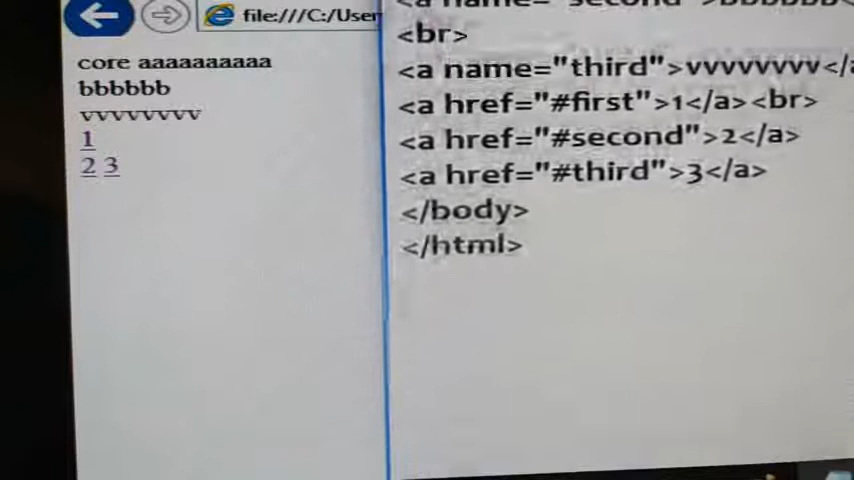 file:///C:/User
core aaaaaaaaaa
bbbbbb
vvvvvvvv
1
2 3
<br>
<a name="third">vvvvvvvv</a
<a href="#first">1</a><br>
<a href="#second">2</a>
<a href="#third">3</a>
</body>
</html>